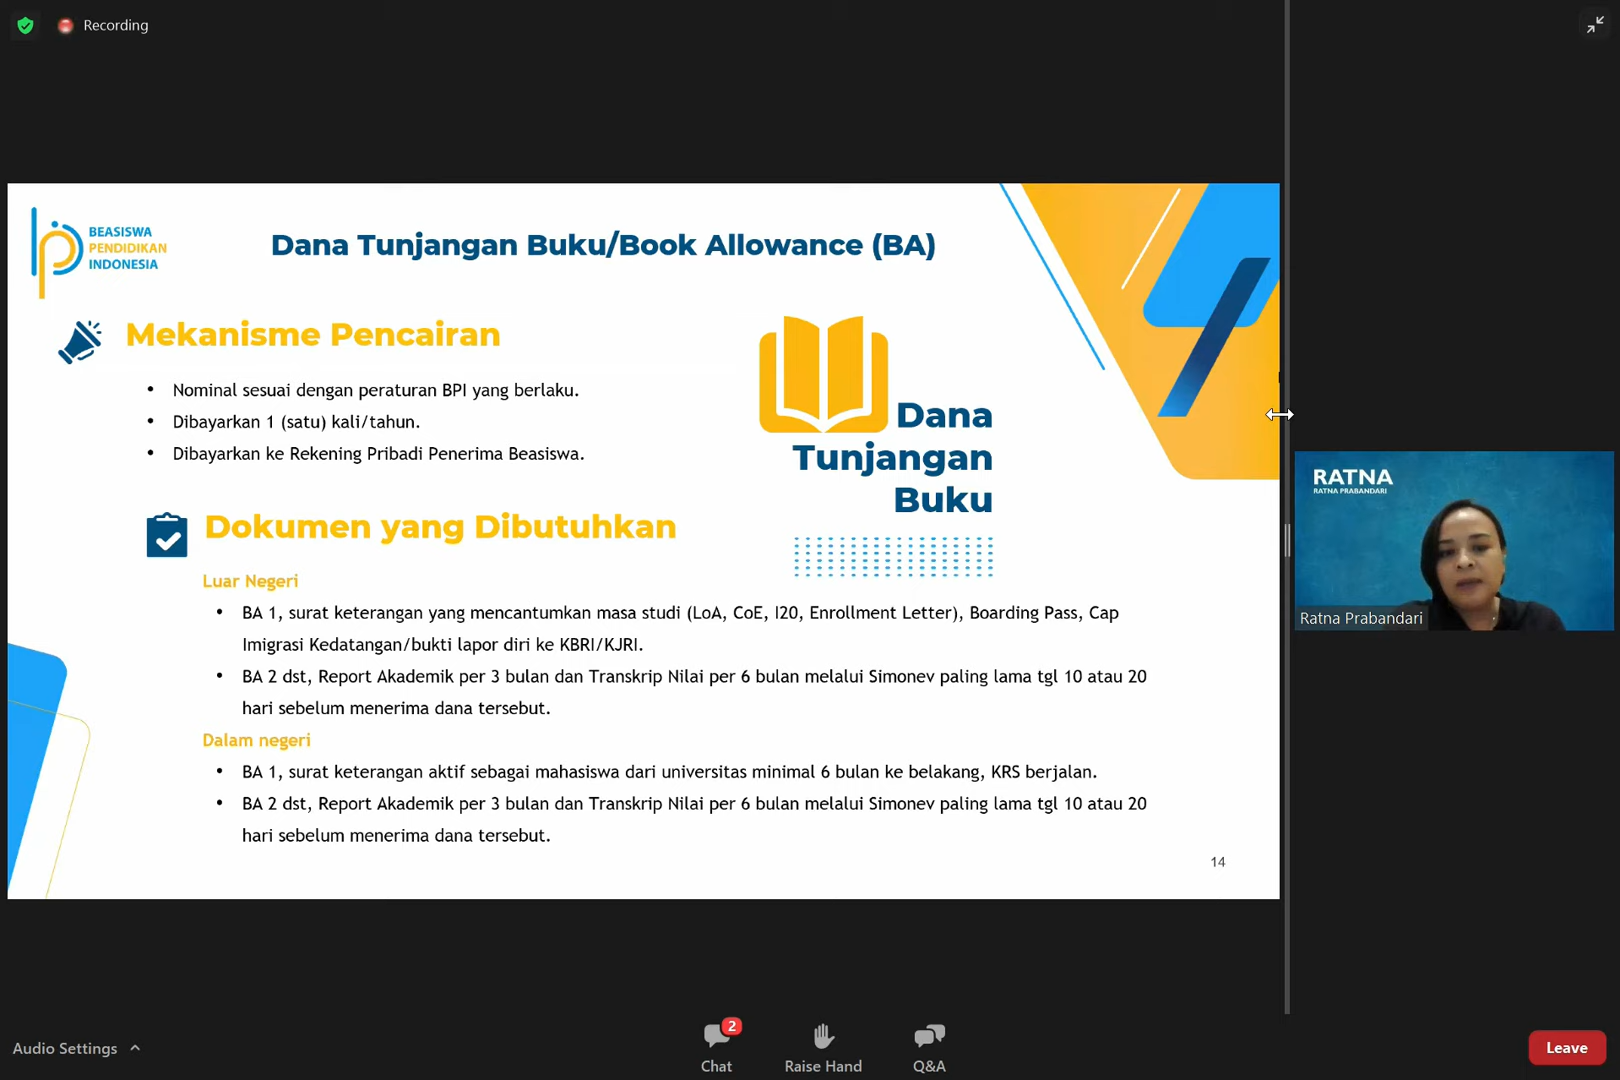 Recording
BEASISWA
PENDIDIKAN
INDONESIA
Dana Tunjangan Buku/Book Allowance (BA)
Mekanisme Pencairan
• Nominal sesuai dengan peraturan BPI yang berlaku.
• Dibayarkan 1 (satu) kali/tahun.
• Dibayarkan ke Rekening Pribadi Penerima Beasiswa.
Dana
Tunjangan
Buku
Dokumen yang Dibutuhkan
Luar Negeri
• BA 1, surat keterangan yang mencantumkan masa studi (LoA, CoE, I20, Enrollment Letter), Boarding Pass, Cap
Imigrasi Kedatangan/bukti lapor diri ke KBRI/KJRI.
• BA 2 dst, Report Akademik per 3 bulan dan Transkrip Nilai per 6 bulan melalui Simonev paling lama tgl 10 atau 20
hari sebelum menerima dana tersebut.
Dalam negeri
• BA 1, surat keterangan aktif sebagai mahasiswa dari universitas minimal 6 bulan ke belakang, KRS berjalan.
• BA 2 dst, Report Akademik per 3 bulan dan Transkrip Nilai per 6 bulan melalui Simonev paling lama tgl 10 atau 20
hari sebelum menerima dana tersebut.
14
RATNA
RATNA PRABANDARI
Ratna Prabandari
Audio Settings
2
Chat
Raise Hand
Q&A
Leave